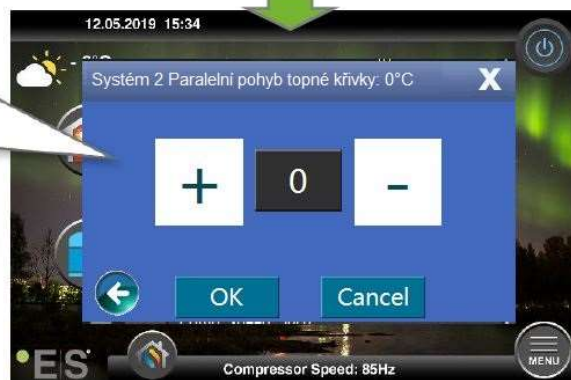 12.05.2019 15:34
Systém 2 Paralelní pohyb topné křivky: 0°C
X
+
0
-
OK
Cancel
•ES
Compressor Speed: 85Hz
MENU